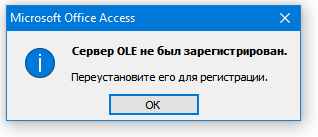 Microsoft Office Access
Сервер OLE не был зарегистрирован.
Переустановите его для регистрации.
OK